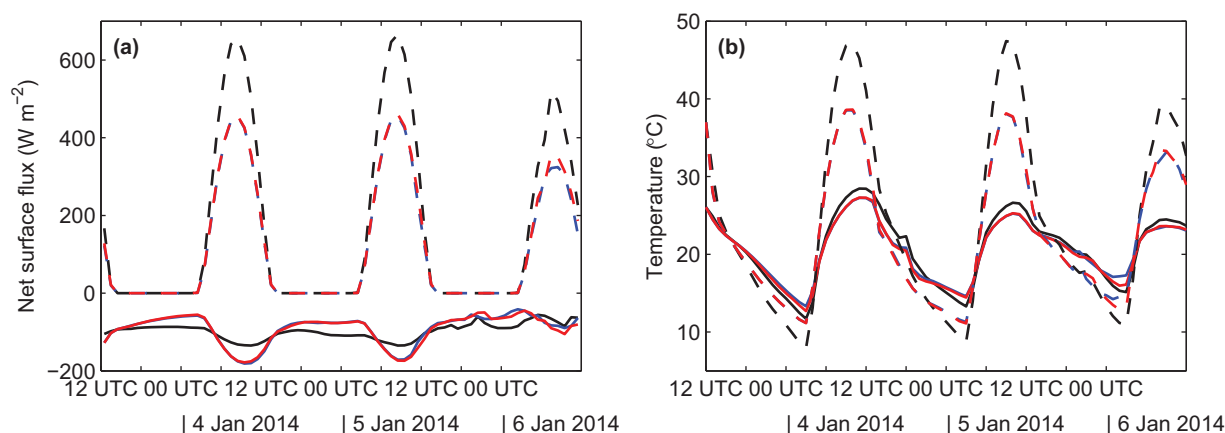 (a)
Net surface flux (W m−2)
600
400
200
0
−200
12 UTC 00 UTC 12 UTC 00 UTC 12 UTC 00 UTC
| 4 Jan 2014 | 5 Jan 2014 | 6 Jan 2014
(b)
Temperature (°C)
50
40
30
20
10
12 UTC 00 UTC 12 UTC 00 UTC 12 UTC 00 UTC
| 4 Jan 2014 | 5 Jan 2014 | 6 Jan 2014